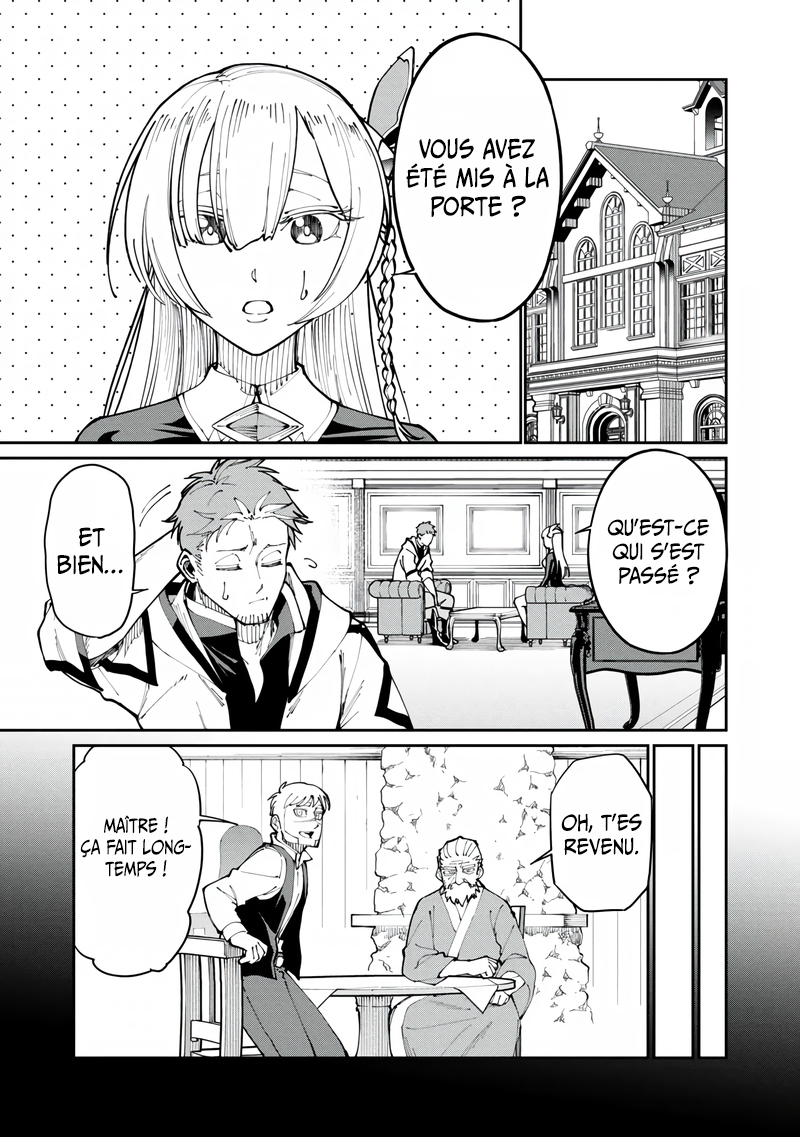 VOUS AVEZ
ÉTÉ MIS À LA
PORTE ?
QU'EST-CE
QUI S'EST
PASSÉ ?
ET
BIEN...
OH, T'ES
REVENU.
MAÎTRE !
ÇA FAIT LONG-
TEMPS !